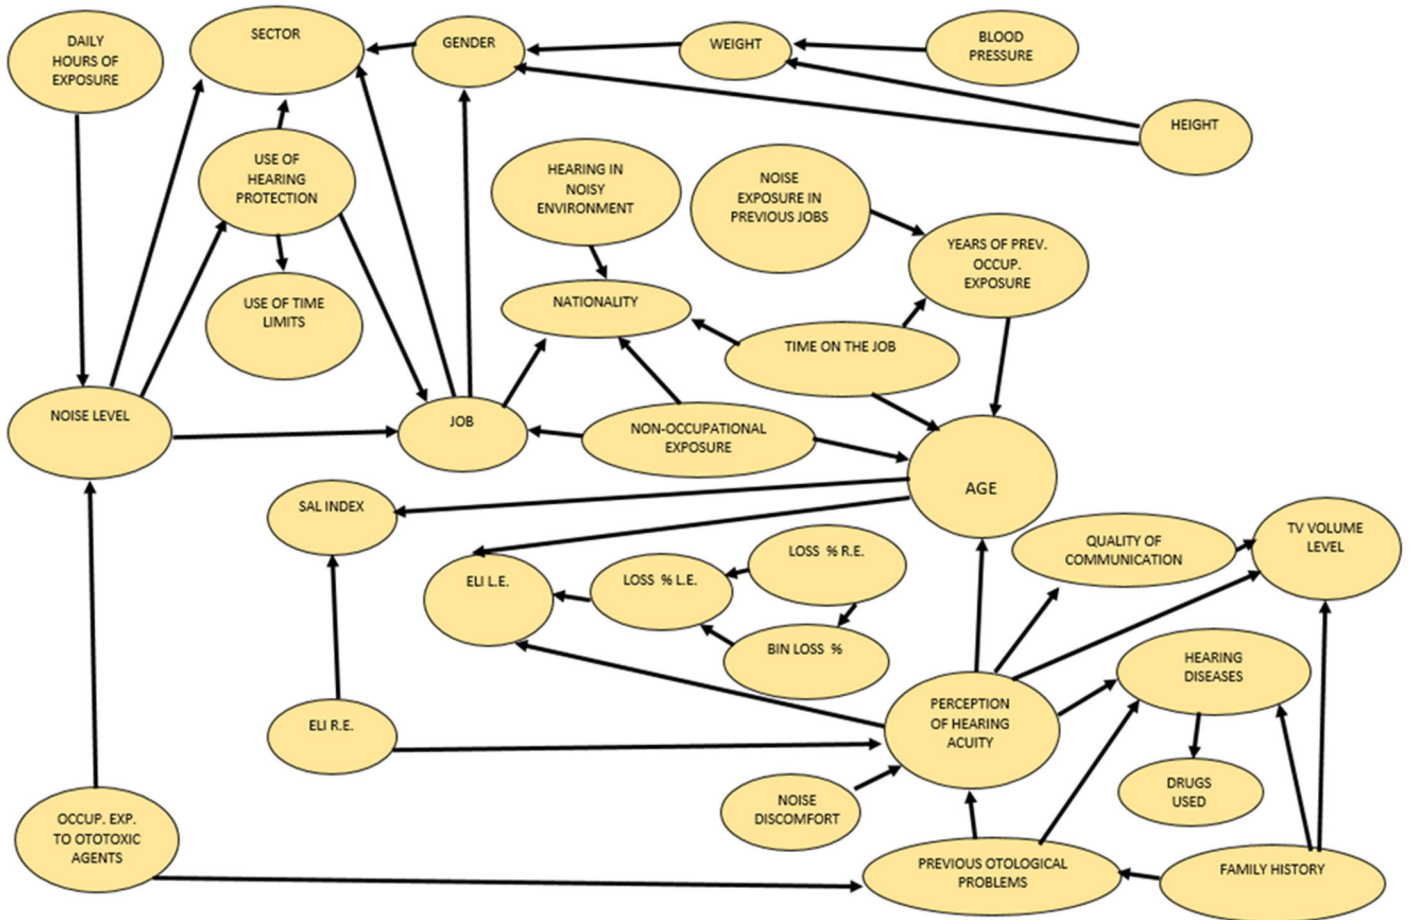 DAILY
HOURS OF
EXPOSURE
SECTOR
GENDER
WEIGHT
BLOOD
PRESSURE
HEIGHT
USE OF
HEARING
PROTECTION
HEARING IN
NOISY
ENVIRONMENT
NOISE
EXPOSURE IN
PREVIOUS JOBS
YEARS OF PREV.
OCCUP.
EXPOSURE
USE OF TIME
LIMITS
NATIONALITY
TIME ON THE JOB
NOISE LEVEL
JOB
NON-OCCUPATIONAL
EXPOSURE
AGE
SAL INDEX
QUALITY OF
COMMUNICATION
TV VOLUME
LEVEL
ELI L.E.
LOSS % L.E.
LOSS % R.E.
BIN LOSS %
HEARING
DISEASES
ELI R.E.
PERCEPTION
OF HEARING
ACUITY
DRUGS
USED
NOISE
DISCOMFORT
OCCUP. EXP.
TO OTOTOXIC
AGENTS
PREVIOUS OTOLOGICAL
PROBLEMS
FAMILY HISTORY